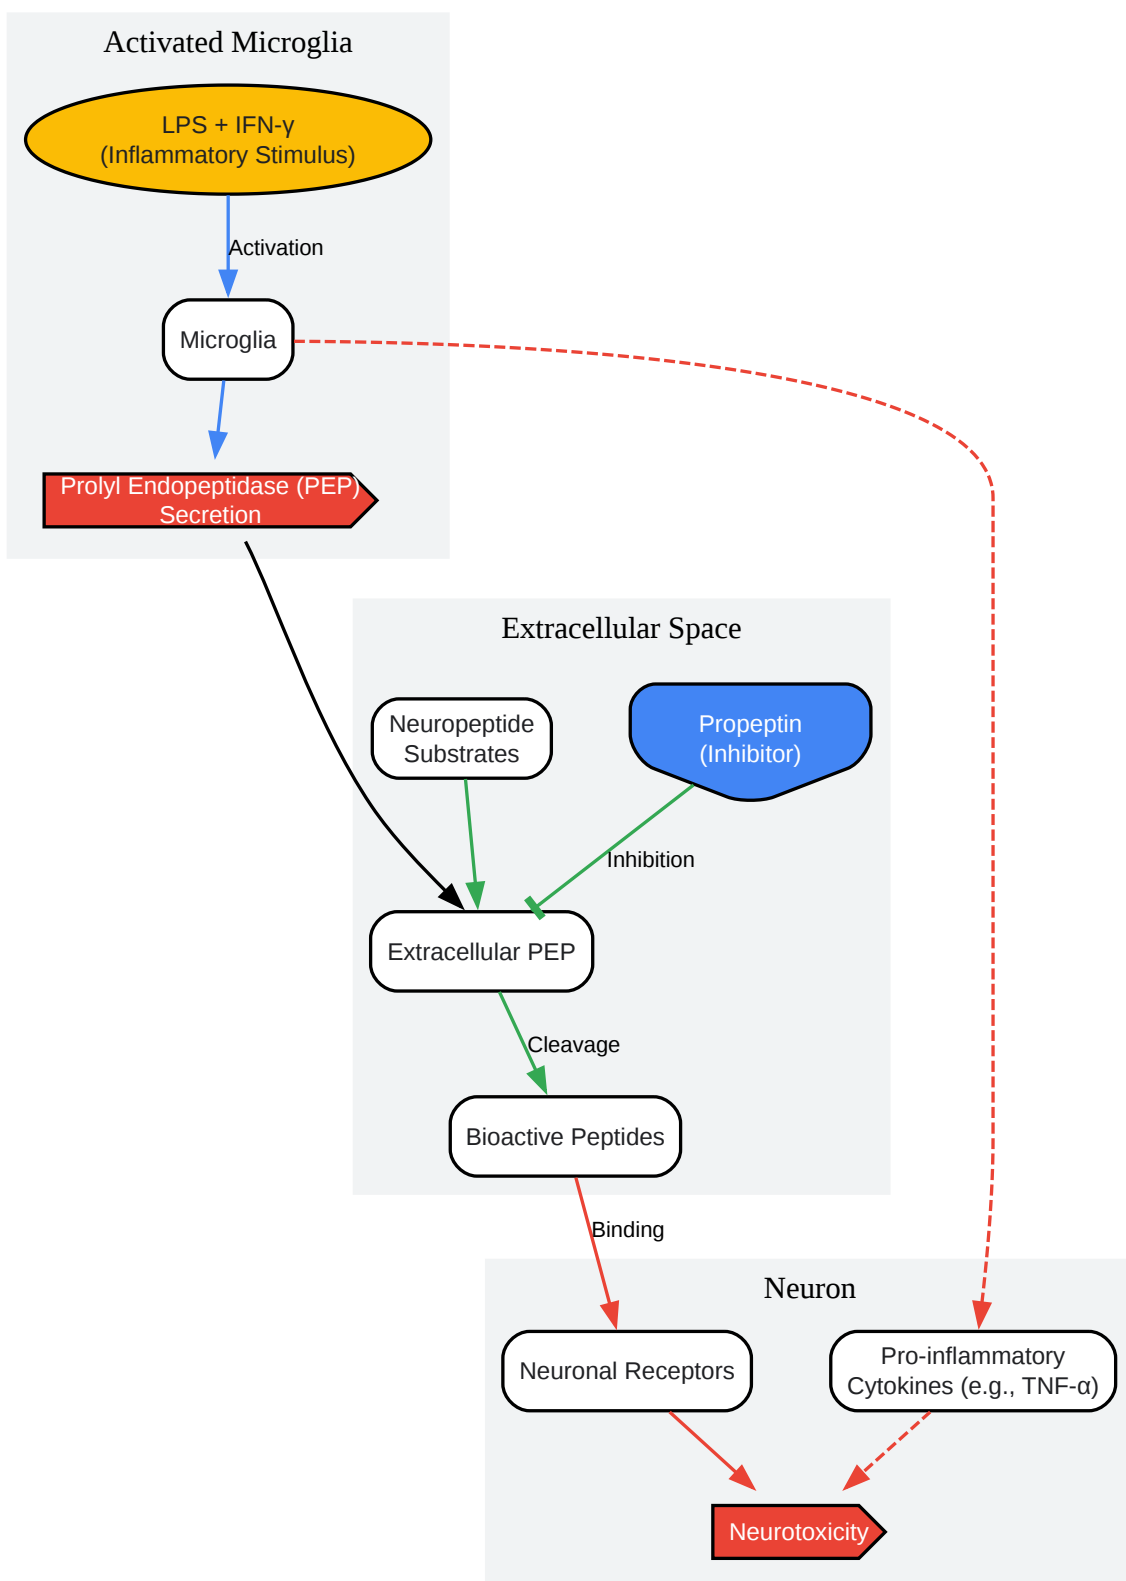 Activated Microglia
LPS + IFN-γ
(Inflammatory Stimulus)
Activation
Microglia
Prolyl Endopeptidase (PEP)
Secretion
Extracellular Space
Neuropeptide
Substrates
Propeptin
(Inhibitor)
Inhibition
Extracellular PEP
Cleavage
Bioactive Peptides
Binding
Neuron
Neuronal Receptors
Pro-inflammatory
Cytokines (e.g., TNF-α)
Neurotoxicity